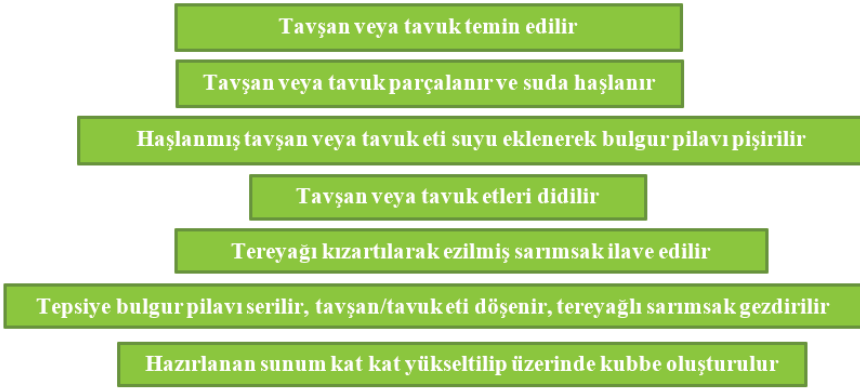 Tavşan veya tavuk temin edilir
Tavşan veya tavuk parçalanır ve suda haşlanır
Haşlanmış tavşan veya tavuk eti suyu eklenerek bulgur pilavı pişirilir
Tavşan veya tavuk etleri didilir
Tereyağı kızartılarak ezilmiş sarımsak ilave edilir
Tepsiye bulgur pilavı serilir, tavşan/tavuk eti döşenir, tereyağlı sarımsak gezdirilir
Hazırlanan sunum kat kat yükseltilip üzerinde kubbe oluşturulur